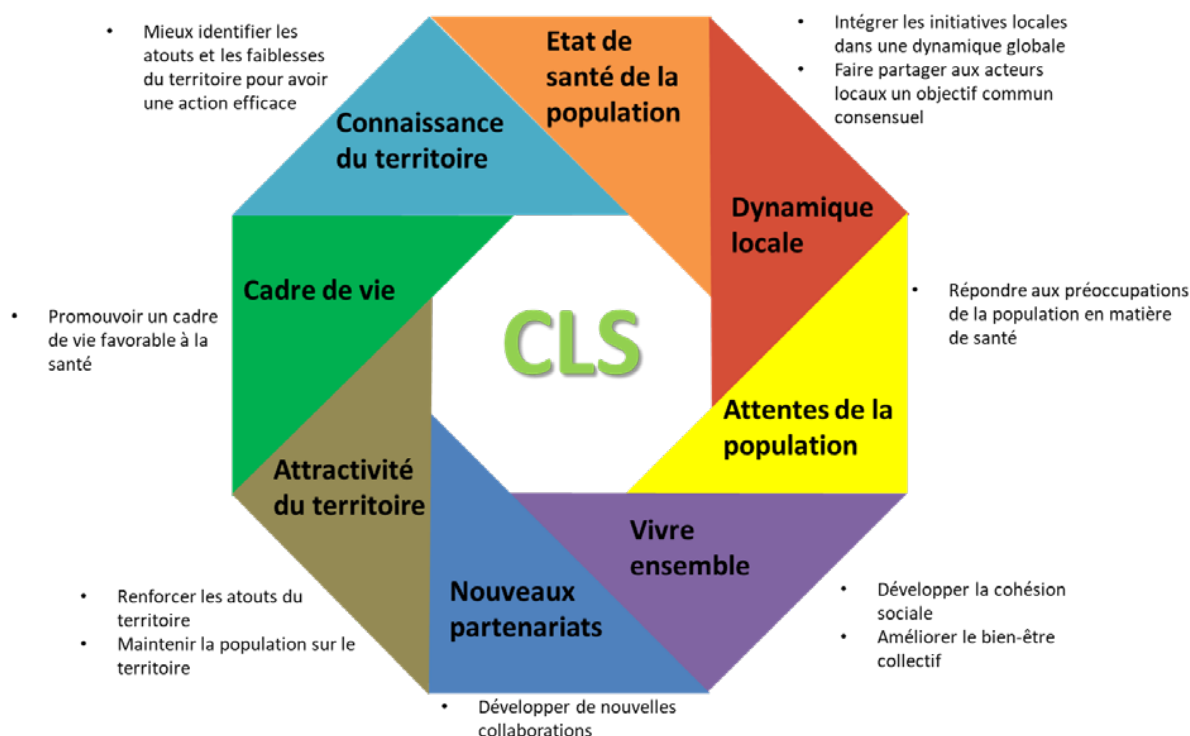 • Mieux identifier les
atouts et les faiblesses
du territoire pour avoir
une action efficace
Etat de
santé de la
population
• Intégrer les initiatives locales
dans une dynamique globale
• Faire partager aux acteurs
locaux un objectif commun
consensuel
Connaissance
du territoire
Dynamique
locale
Cadre de vie
• Promouvoir un cadre
de vie favorable à la
santé
CLS
• Répondre aux préoccupations
de la population en matière
de santé
Attentes de la
population
Attractivité
du territoire
Vivre
ensemble
Nouveaux
partenariats
• Renforcer les atouts du
territoire
• Maintenir la population sur le
territoire
• Développer la cohésion
sociale
• Améliorer le bien-être
collectif
• Développer de nouvelles
collaborations